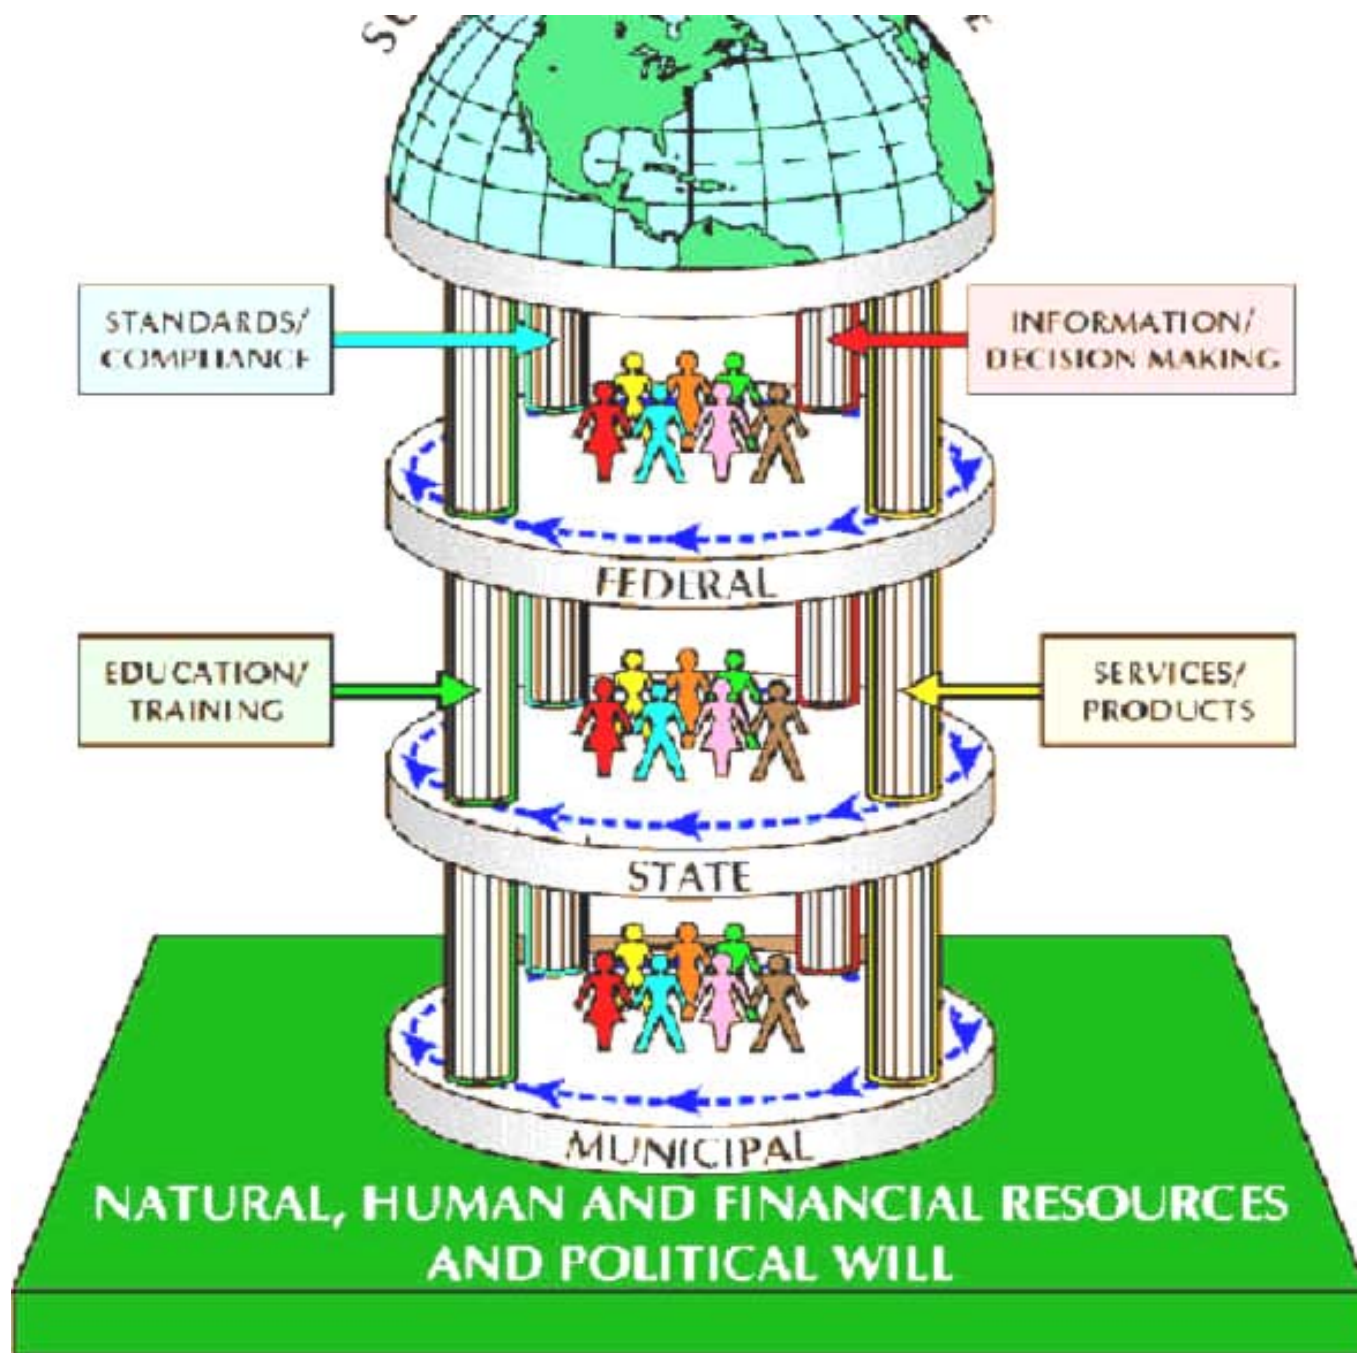 STANDARDS/
COMPLIANCE
INFORMATION/
DECISION MAKING
FEDERAL
EDUCATION/
TRAINING
SERVICES/
PRODUCTS
STATE
MUNICIPAL
NATURAL, HUMAN AND FINANCIAL RESOURCES
AND POLITICAL WILL